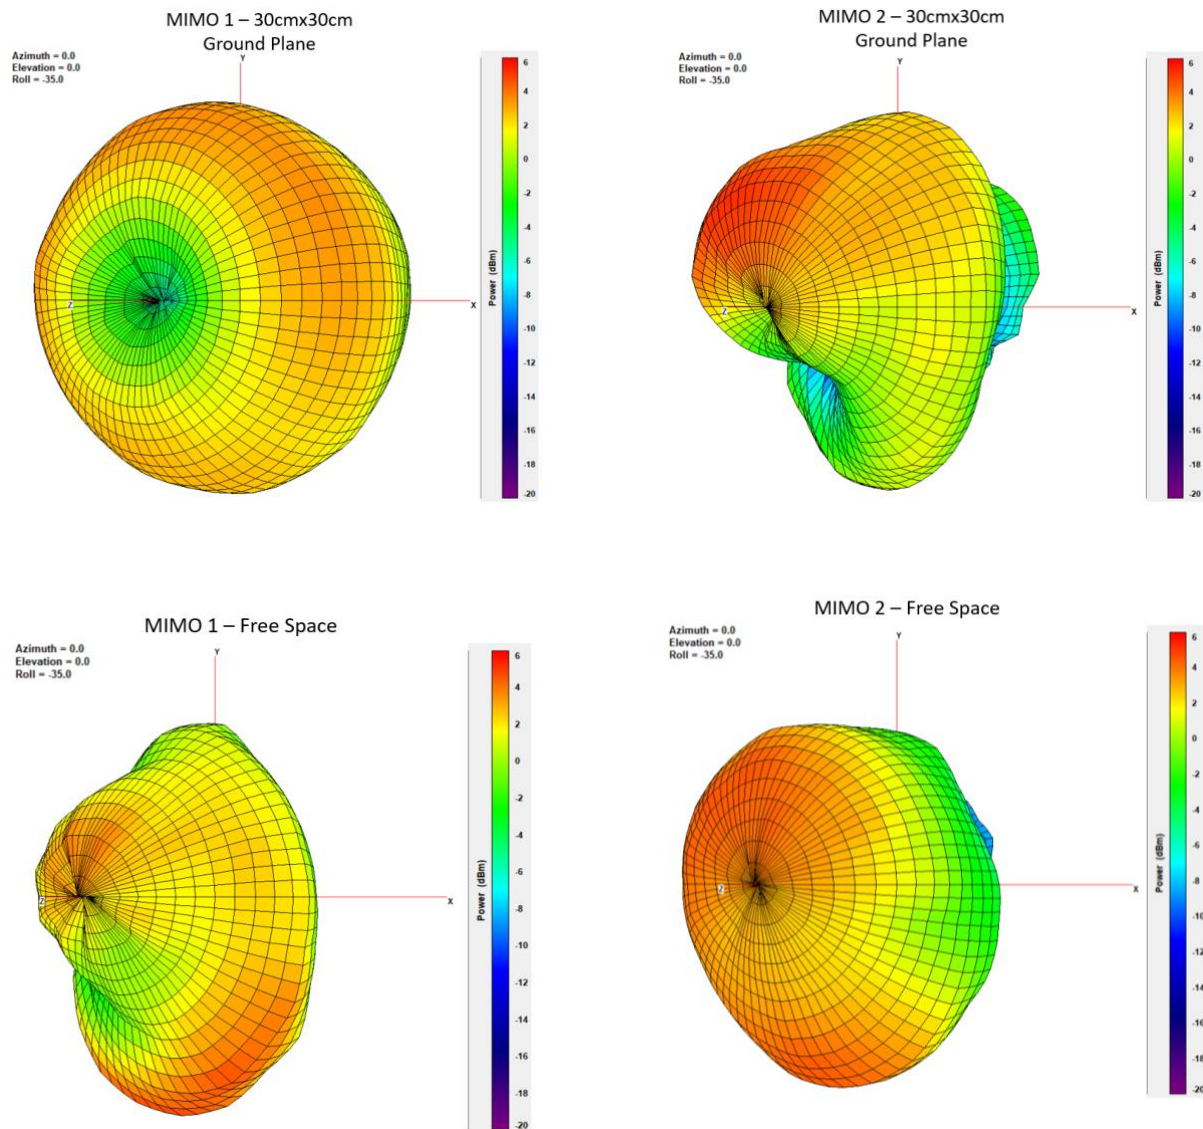 MIMO 1 – 30cmx30cm
Ground Plane
Azimuth = 0.0
Elevation = 0.0
Roll = -35.0
Y
Z
X
Power (dBm)
6
4
2
0
-2
-4
-6
-8
-10
-12
-14
-16
-18
-20
MIMO 2 – 30cmx30cm
Ground Plane
Azimuth = 0.0
Elevation = 0.0
Roll = -35.0
Y
Z
X
Power (dBm)
6
4
2
0
-2
-4
-6
-8
-10
-12
-14
-16
-18
-20
MIMO 1 – Free Space
Azimuth = 0.0
Elevation = 0.0
Roll = -35.0
Y
Z
X
Power (dBm)
6
4
2
0
-2
-4
-6
-8
-10
-12
-14
-16
-18
-20
MIMO 2 – Free Space
Azimuth = 0.0
Elevation = 0.0
Roll = -35.0
Y
Z
X
Power (dBm)
6
4
2
0
-2
-4
-6
-8
-10
-12
-14
-16
-18
-20